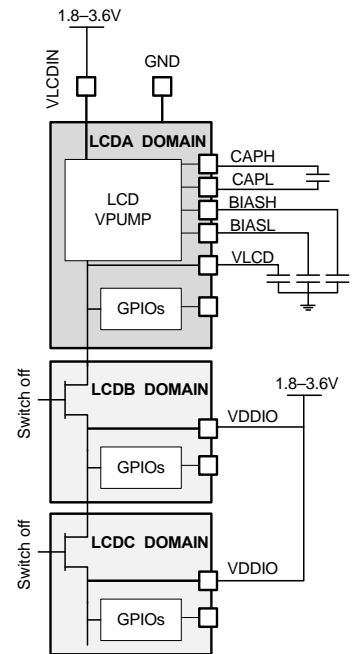 1.8–3.6V
VLCDIN
GND
LCDA DOMAIN
LCD
VPUMP
CAPH
CAPL
BIASH
BIASL
VLCD
GPIOs
Switch off
LCDB DOMAIN
1.8–3.6V
VDDIO
GPIOs
Switch off
LCDC DOMAIN
VDDIO
GPIOs